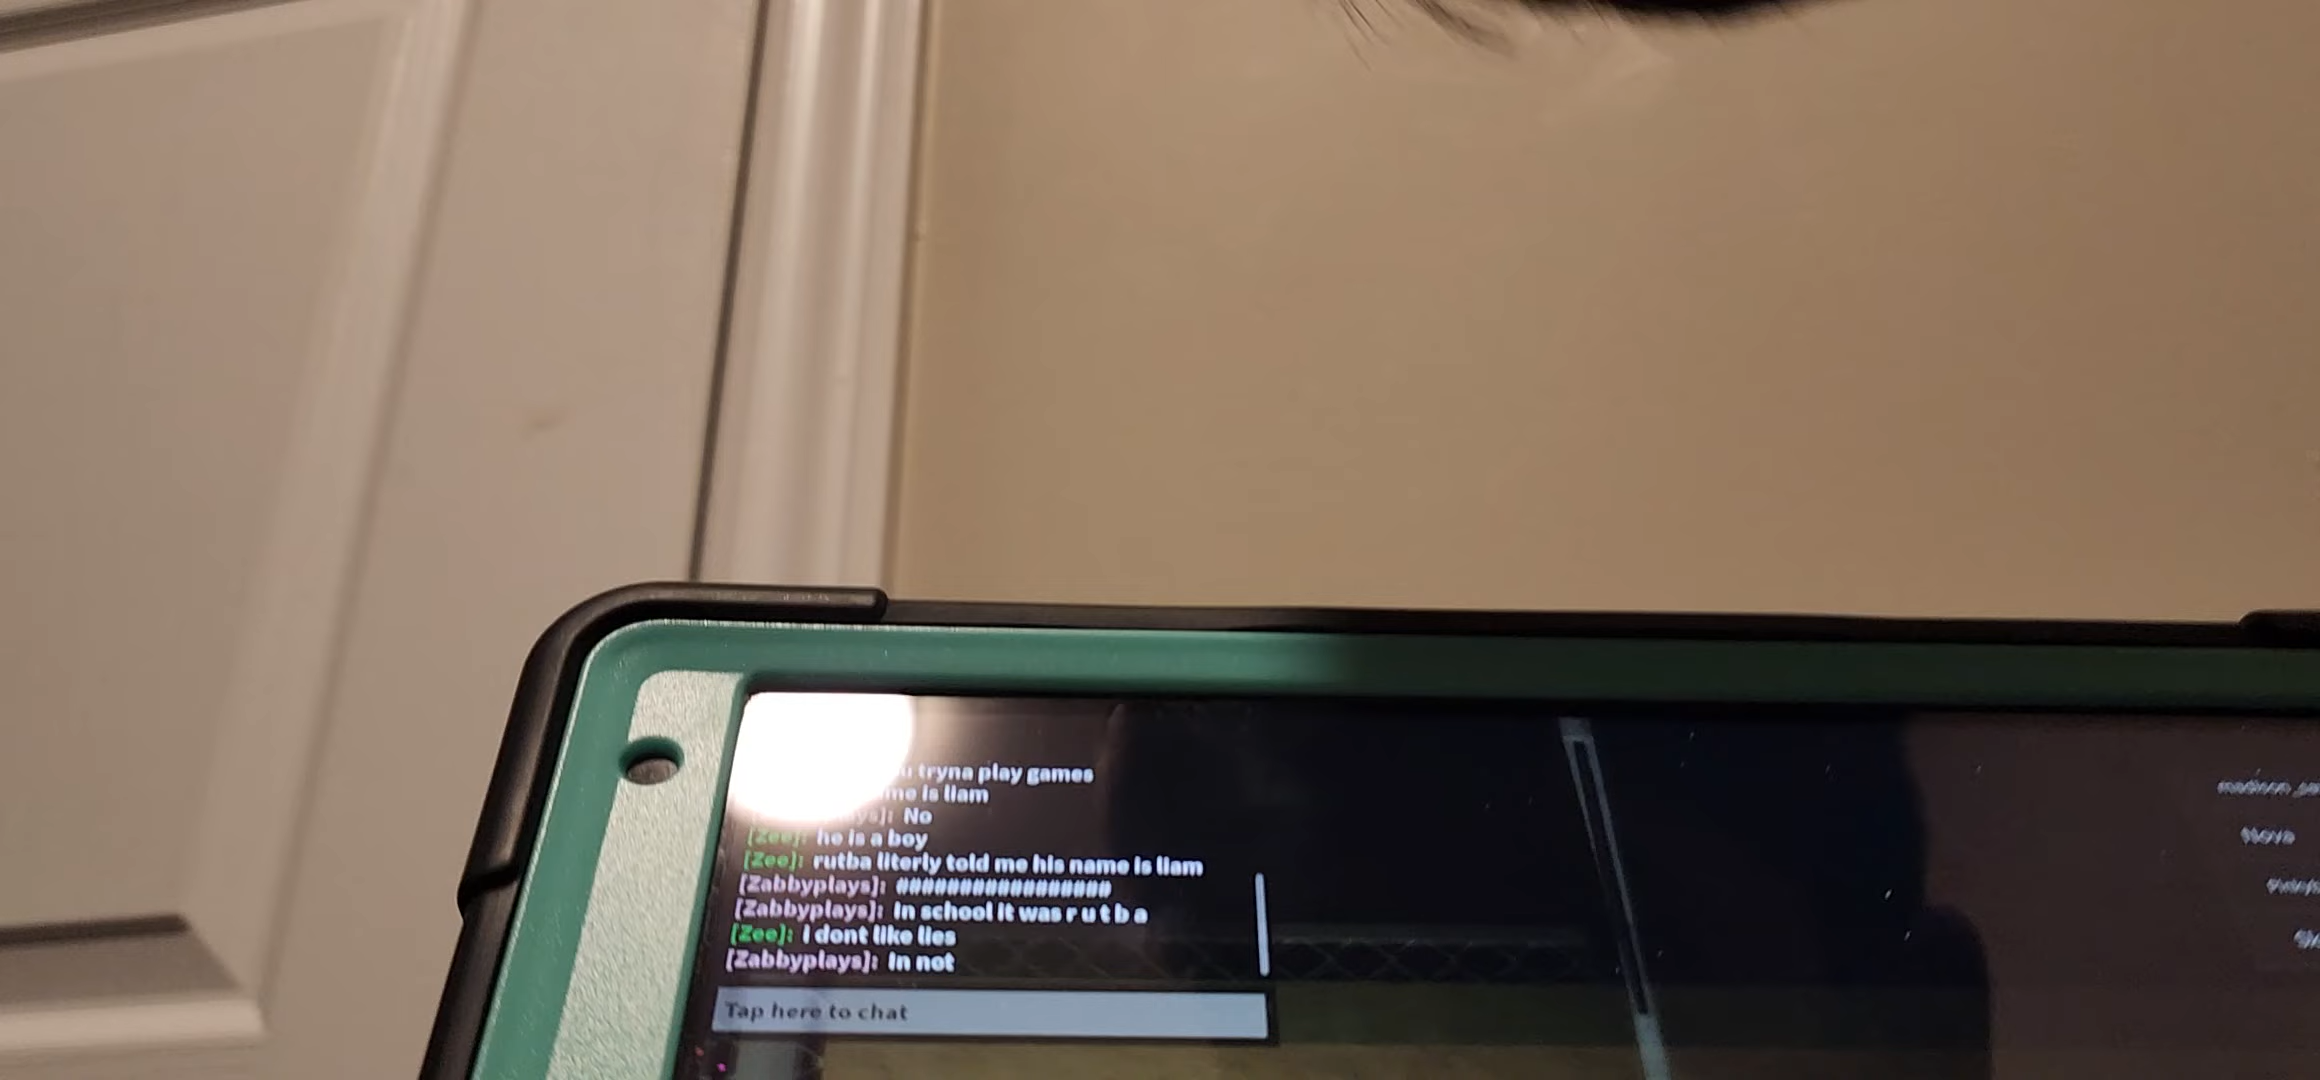 tryna play games
me is liam
No
[Zee]: he is a boy
[Zee]: rutba literly told me his name is liam
[Zabbyplays]: #################
[Zabbyplays]: In school it was r u t b a
[Zee]: i dont like lies
[Zabbyplays]: In not
Tap here to chat
Nova